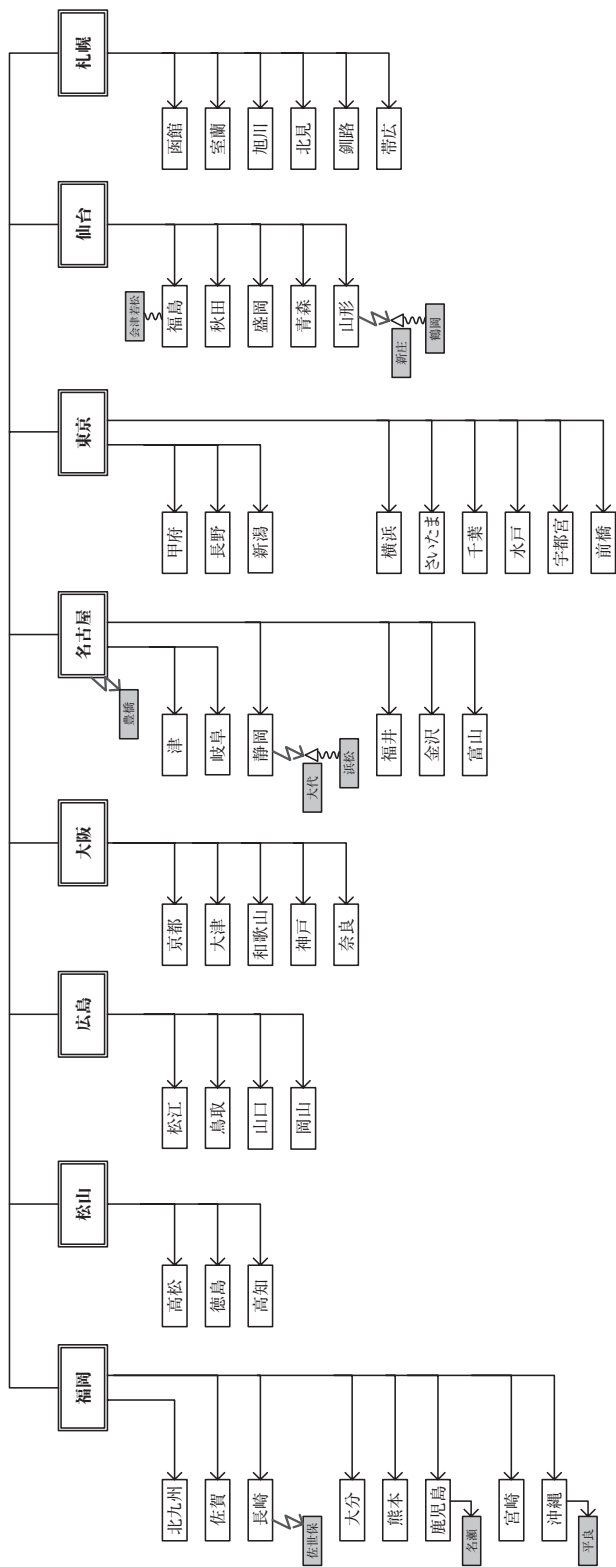 札幌
函館
室蘭
旭川
北見
釧路
帯広
仙台
会津若松
福島
秋田
盛岡
青森
山形
新庄
鶴岡
東京
甲府
長野
新潟
横浜
さいたま
千葉
水戸
宇都宮
前橋
名古屋
豊橋
津
岐阜
静岡
大代
浜松
福井
金沢
富山
大阪
京都
大津
和歌山
神戸
奈良
広島
松江
鳥取
山口
岡山
松山
高松
徳島
高知
福岡
北九州
佐賀
長崎
佐世保
大分
熊本
鹿児島
名瀬
宮崎
沖縄
平良